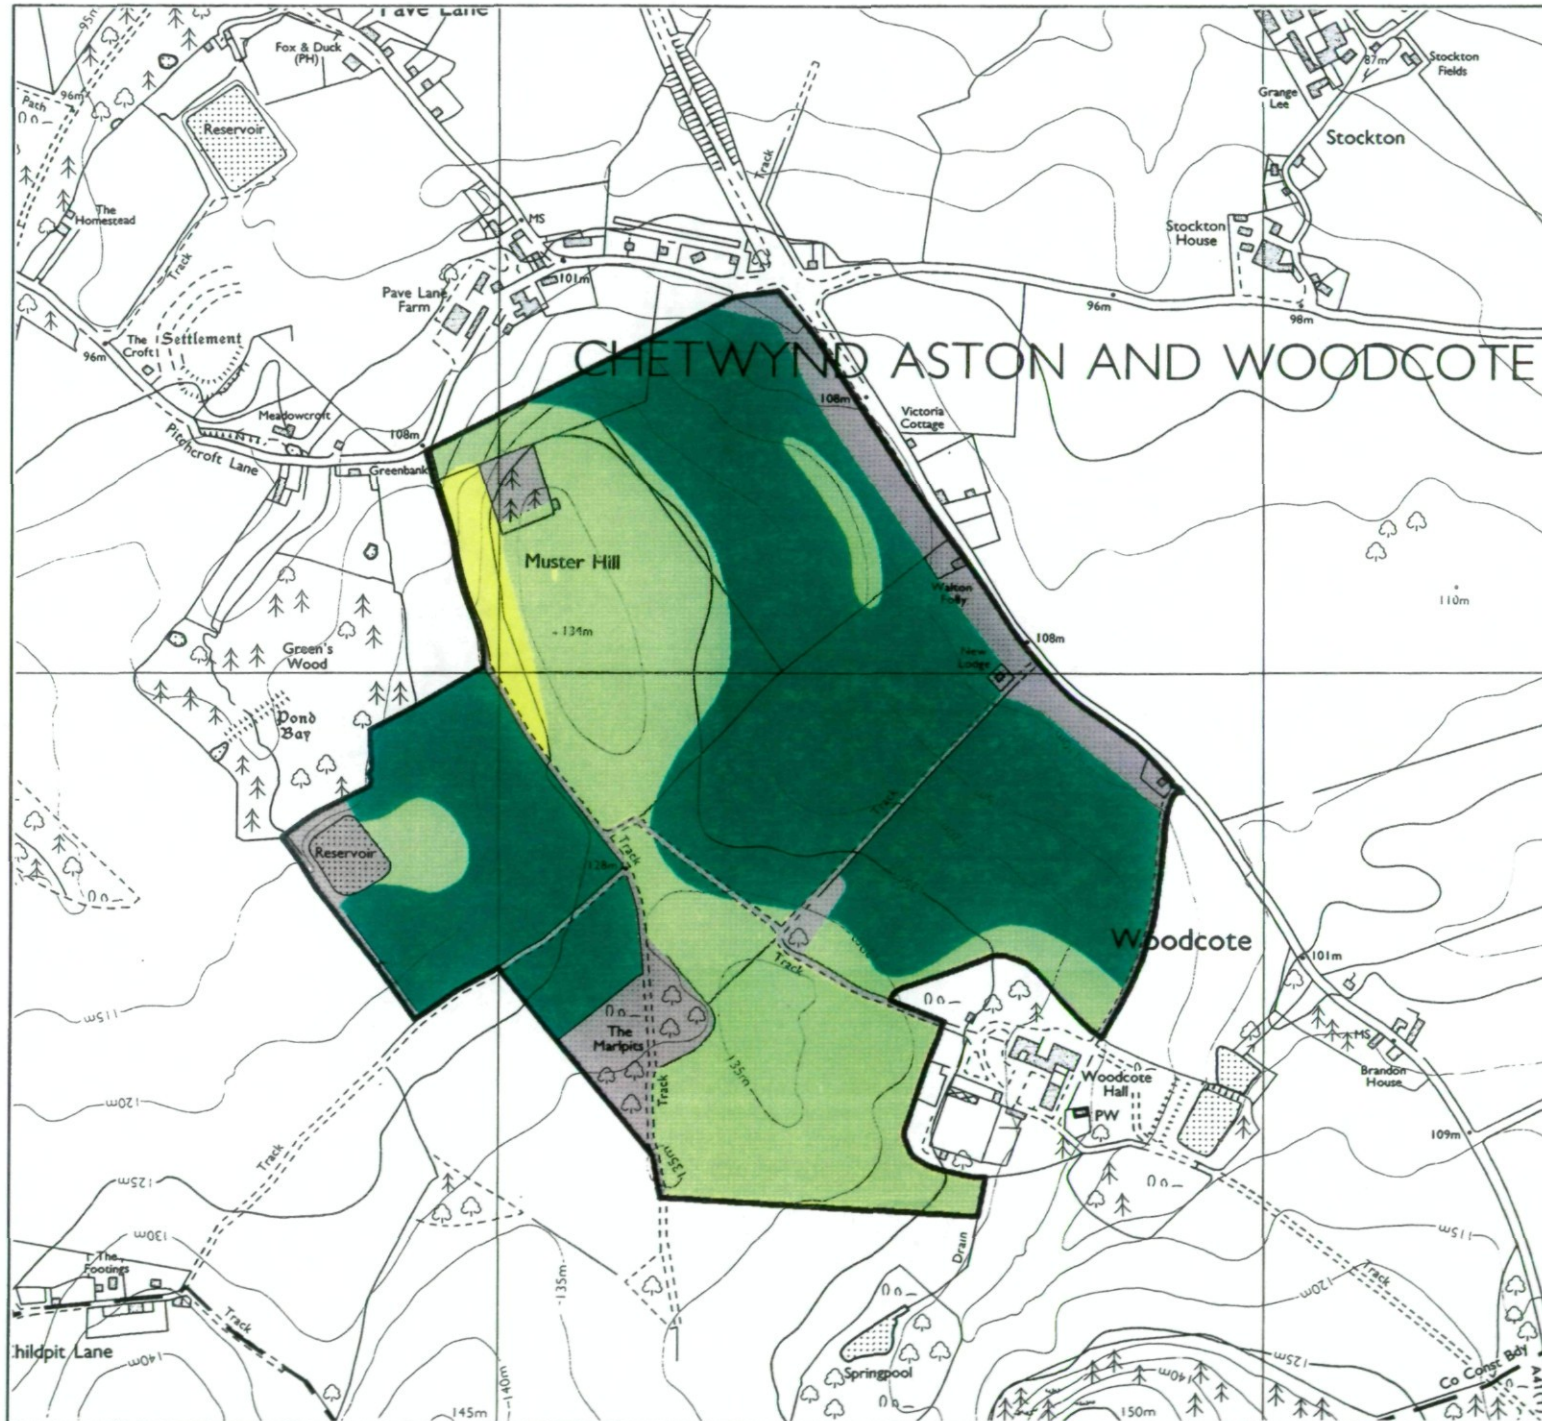 Pave Lane
95m
Fox & Duck
(PH)
87m
Stockton
Fields
96m
Path
Grange
Lee
Reservoir
Stockton
Track
The
Homestead
MS
Stockton
House
Track
101m
Pave Lane
Farm
96m
98m
The
Croft
Settlement
96m
CHETWYND ASTON AND WOODCOTE
108m
Victoria
Cottage
Meadowcroft
108m
Pitchcroft Lane
Greenbank
Muster Hill
Walton
Folly
110m
134m
108m
Green's
Wood
New
Lodge
Pond
Bay
Track
Track
Reservoir
128m
Woodcote
101m
Track
115m
The
Marlpits
MS
135m
Brandon
House
Woodcote
Hall
Track
120m
PW
109m
Track
135m
125m
115m
130m
Drain
The
Footings
Track
135m
120m
Track
hildpit Lane
125m
140m
Co Const Bdy
140m
Springpool
140m
A41
145m
150m